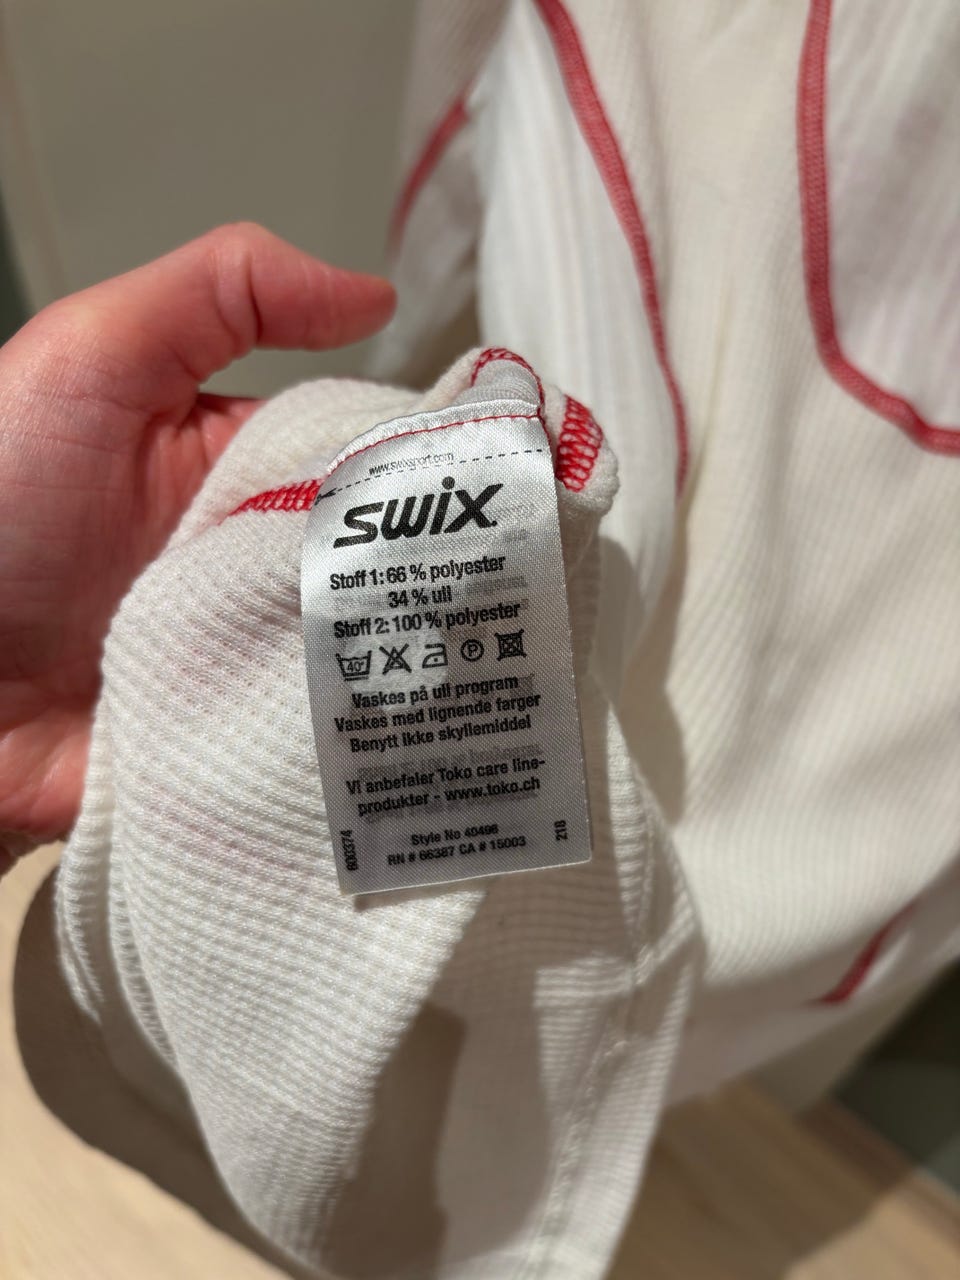 www.swixsport.com
swix
Stoff 1: 66 % polyester
34 % ull
Stoff 2: 100 % polyester
40°
P
Vaskes på ull program
Vaskes med lignende farger
Benytt ikke skyllemiddel
Vi anbefaler Toko care line-
produkter - www.toko.ch
Style No 40496
RN # 66387 CA # 15003
600374
218